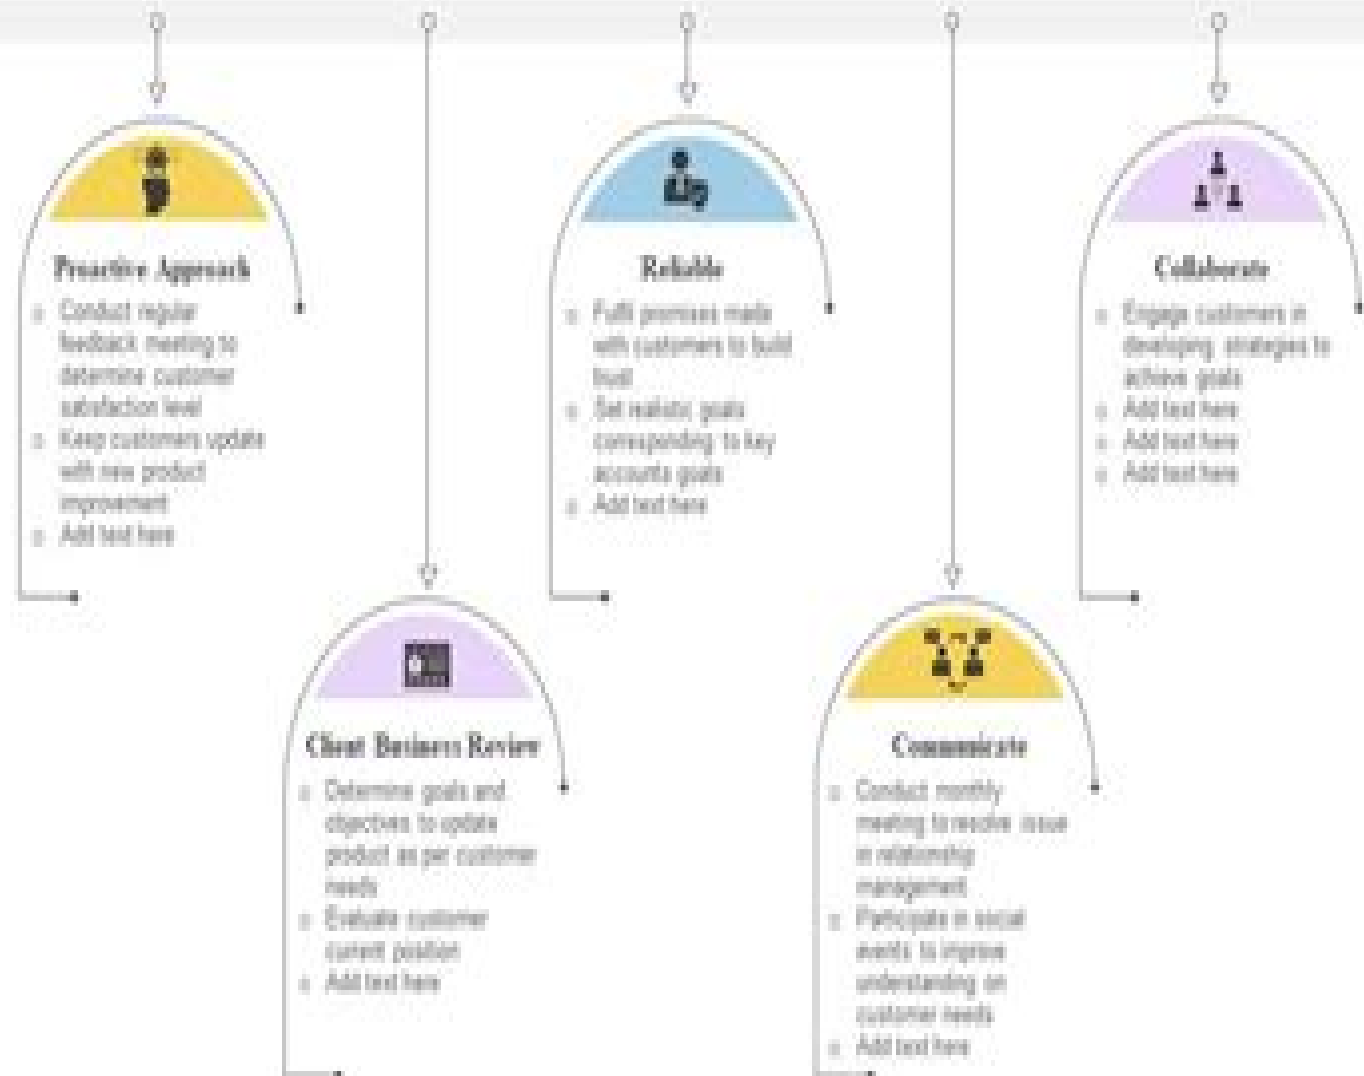 Proactive Approach
Conduct regular
feedback meeting to
determine customer
satisfaction level
Keep customers update
with new product
improvement
Add text here
Client Business Review
Determine goals and
objectives to update
product as per customer
needs
Evaluate customer
current position
Add text here
Reliable
Fulfil promises made
with customers to build
trust
Set realistic goals
corresponding to key
accounts goals
Add text here
Communicate
Conduct monthly
meeting to resolve issue
in relationship
management
Participate in social
events to improve
understanding on
customer needs
Add text here
Collaborate
Engage customers in
developing strategies to
achieve goals
Add text here
Add text here
Add text here